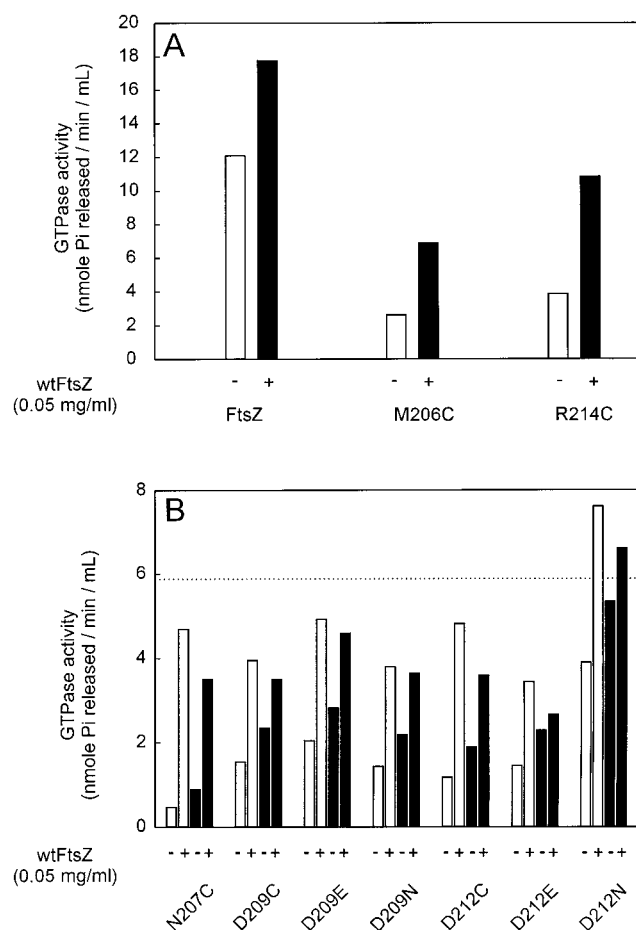 A
20
18
16
14
12
10
8
6
4
2
0
GTPase activity
(nmole Pi released / min / mL)
wtFtsZ
(0.05 mg/ml)
- + - + - +
FtsZ M206C R214C
B
8
6
4
2
0
GTPase activity
(nmole Pi released / min / mL)
wtFtsZ
(0.05 mg/ml)
-+-+ -+-+ -+-+ -+-+ -+-+ -+-+ -+-+
N207C D209C D209E D209N D212C D212E D212N